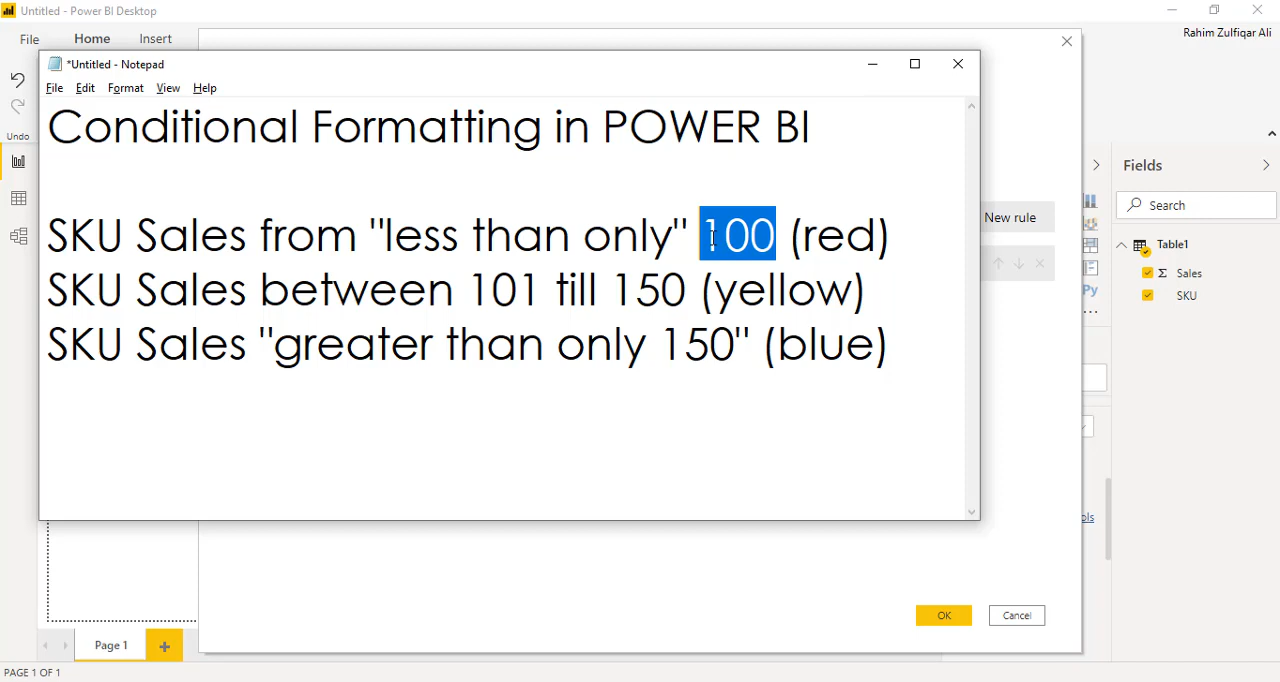 Untitled - Power BI Desktop
Rahim Zulfiqar Ali
File Home Insert
Undo
*Untitled - Notepad
File Edit Format View Help
Conditional Formatting in POWER BI
SKU Sales from "less than only" 100 (red)
SKU Sales between 101 till 150 (yellow)
SKU Sales "greater than only 150" (blue)
New rule
Py
ols
Fields
Search
Table1
Σ Sales
SKU
OK Cancel
Page 1
PAGE 1 OF 1